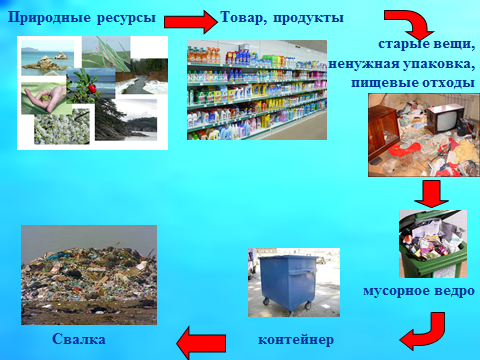 Природные ресурсы
Товар, продукты
старые вещи,
ненужная упаковка,
пищевые отходы
мусорное ведро
контейнер
Свалка